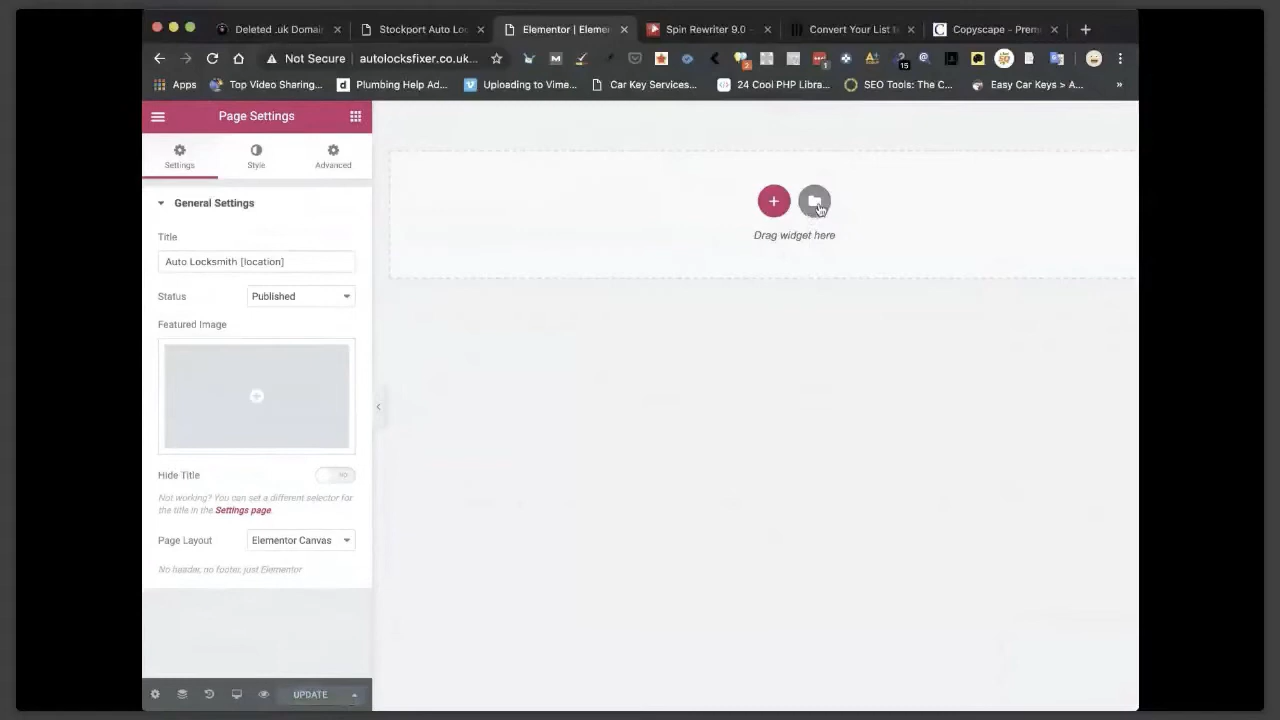 Deleted .uk Domai
Stockport Auto Lo
Elementor | Eleme
Spin Rewriter 9.0 -
Convert Your List
Copyscape - Prem
Not Secure
autolocksfixer.co.uk...
Apps
Top Video Sharing...
Plumbing Help Ad...
Uploading to Vime...
Car Key Services...
24 Cool PHP Libra...
SEO Tools: The C...
Easy Car Keys > A...
»
Page Settings
Settings
Style
Advanced
General Settings
Title
Auto Locksmith [location]
Status
Published
Featured Image
Hide Title
NO
Not working? You can set a different selector for
the title in the Settings page.
Page Layout
Elementor Canvas
No header, no footer, just Elementor
UPDATE
Drag widget here